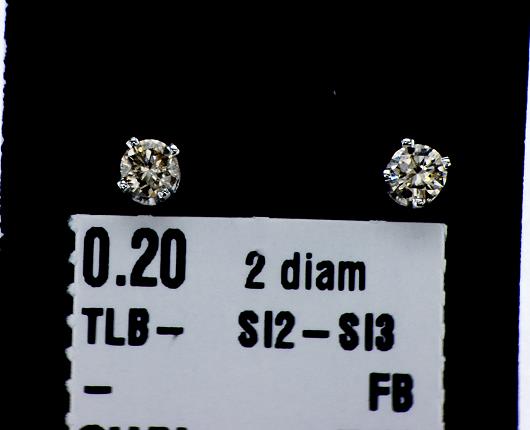 0.20 2 diam
TLB- SI2-SI3
- FB